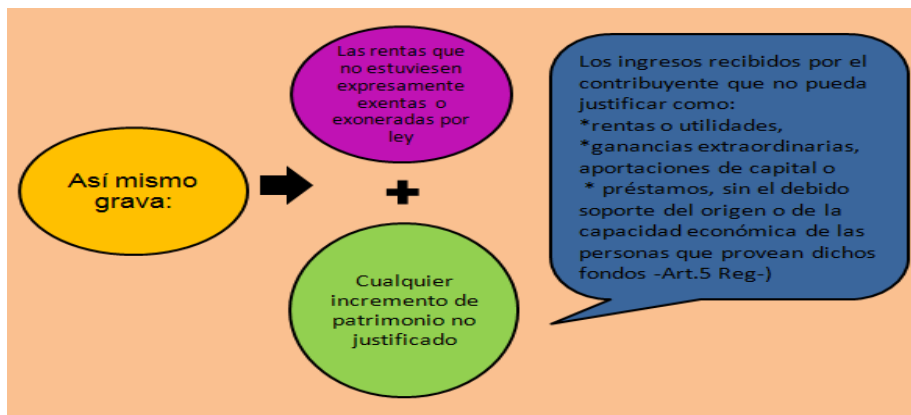 Así mismo
grava:
Las rentas que
no estuviesen
expresamente
exentas o
exoneradas por
ley
Cualquier
incremento de
patrimonio no
justificado
Los ingresos recibidos por el
contribuyente que no pueda
justificar como:
*rentas o utilidades,
*ganancias extraordinarias,
aportaciones de capital o
* préstamos, sin el debido
soporte del origen o de la
capacidad económica de las
personas que provean dichos
fondos -Art.5 Reg-)